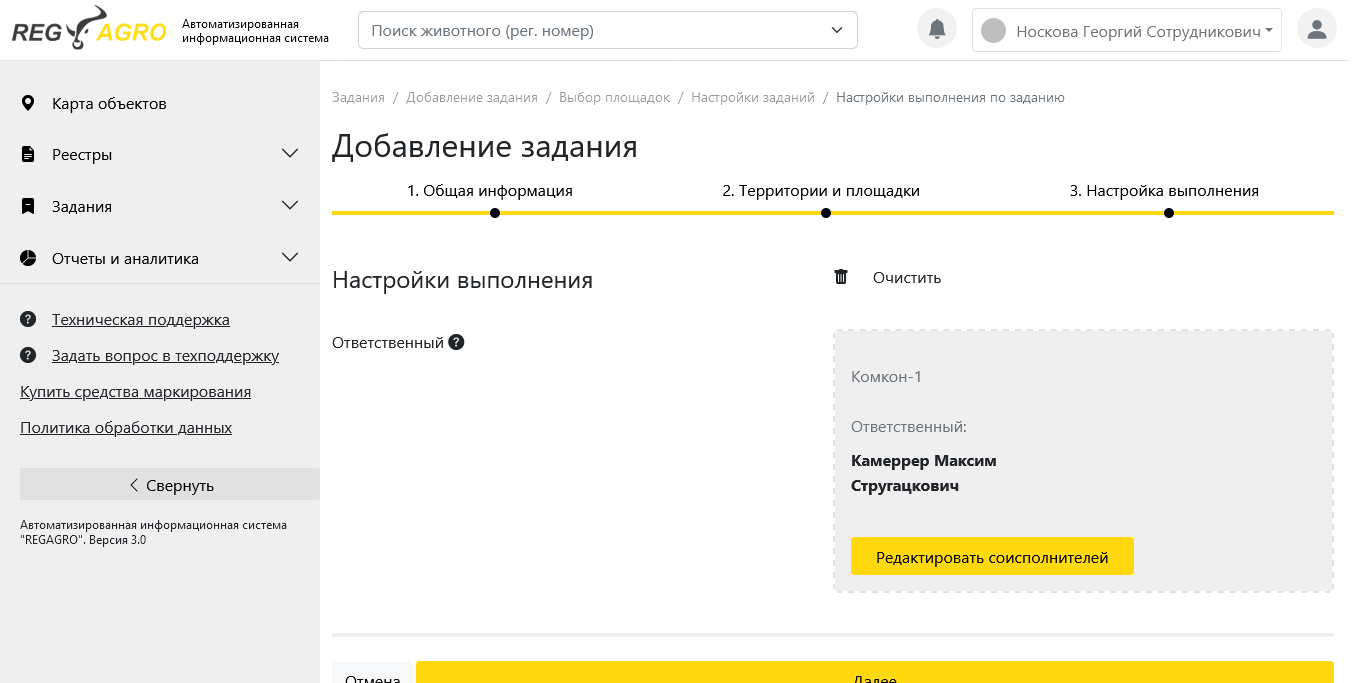 REG AGRO
Автоматизированная
информационная система
Поиск животного (рег. номер)
Носкова Георгий Сотрудникович
Карта объектов
Реестры
Задания
Отчеты и аналитика
Техническая поддержка
Задать вопрос в техподдержку
Купить средства маркирования
Политика обработки данных
Свернуть
Автоматизированная информационная система
"REGAGRO". Версия 3.0
Задания / Добавление задания / Выбор площадок / Настройки заданий / Настройки выполнения по заданию
Добавление задания
1. Общая информация
2. Территории и площадки
3. Настройка выполнения
Настройки выполнения
Очистить
Ответственный
Комкон-1
Ответственный:
Камеррер Максим
Стругацкович
Редактировать соисполнителей
Отмена
Далее